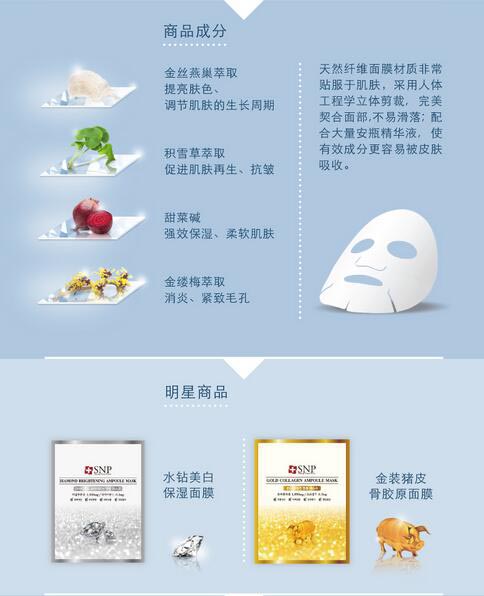 商品成分
金丝燕巢萃取
提亮肤色、
调节肌肤的生长周期
积雪草萃取
促进肌肤再生、抗皱
甜菜碱
强效保湿、柔软肌肤
金缕梅萃取
消炎、紧致毛孔
天然纤维面膜材质非常
贴服于肌肤，采用人体
工程学立体剪裁，完美
契合面部,不易滑落; 配
合大量安瓶精华液，使
有效成分更容易被皮肤
吸收。
明星商品
SNP
DIAMOND BRIGHTENING AMPOULE MASK
水钻美白
保湿面膜
SNP
GOLD COLLAGEN AMPOULE MASK
金装猪皮
骨胶原面膜